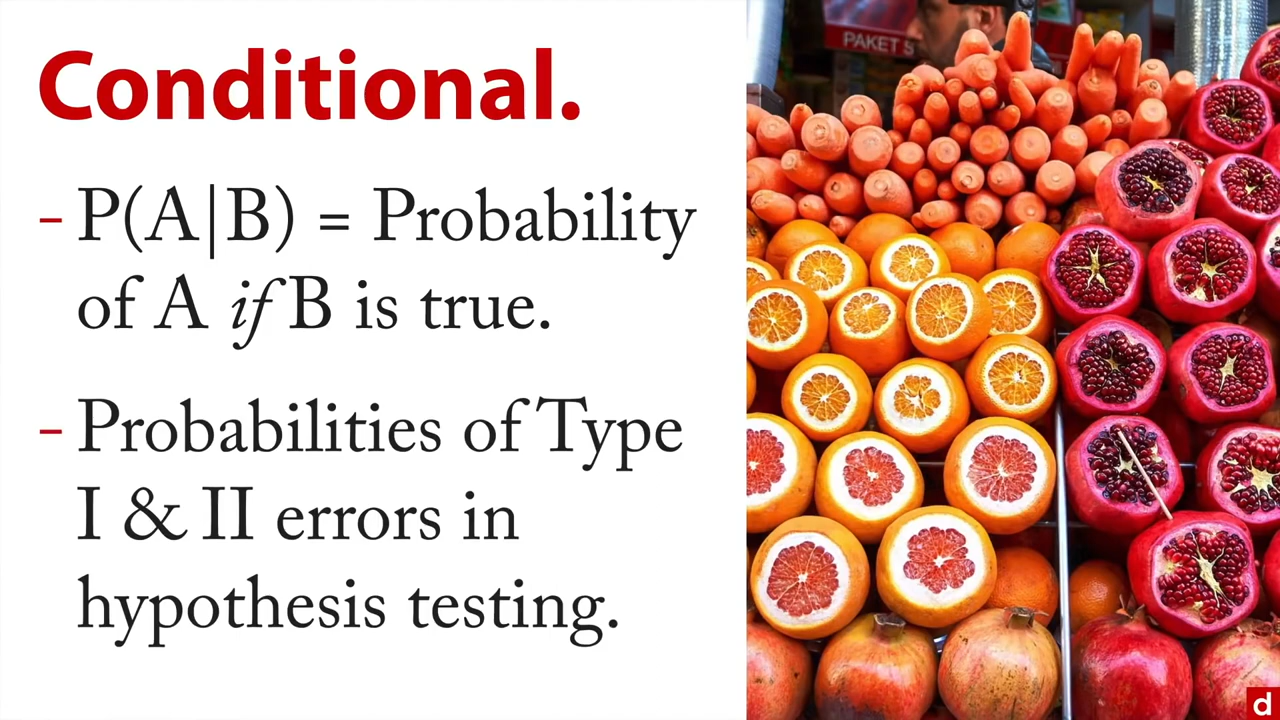 Conditional.
- P(A|B) = Probability
of A if B is true.
- Probabilities of Type
I & II errors in
hypothesis testing.
PAKET S
d